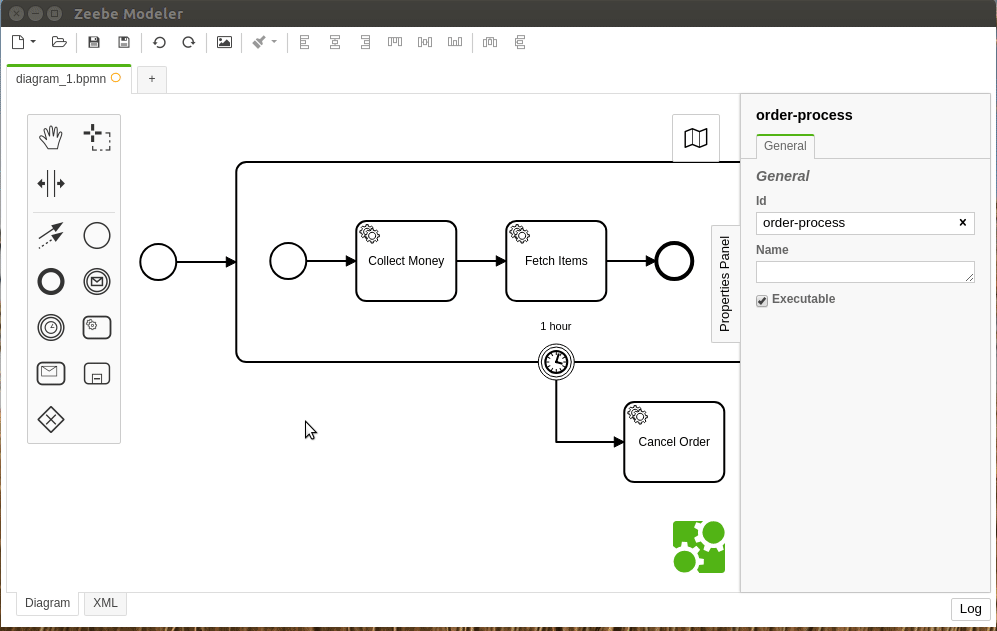 Zeebe Modeler
diagram_1.bpmn
+
order-process
General
General
Id
order-process
Name
Executable
Properties Panel
Collect Money
Fetch Items
1 hour
Cancel Order
Diagram
XML
Log